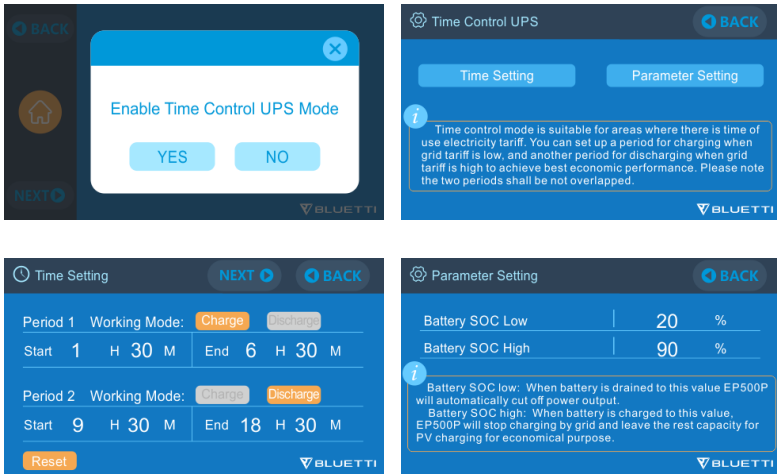 BACK
Enable Time Control UPS Mode
YES NO
NEXT
BLUETTI
Time Control UPS BACK
Time Setting Parameter Setting
i
Time control mode is suitable for areas where there is time of
use electricity tariff. You can set up a period for charging when
grid tariff is low, and another period for discharging when grid
tariff is high to achieve best economic performance. Please note
the two periods shall be not overlapped.
BLUETTI
Time Setting NEXT BACK
Period 1 Working Mode: Charge Discharge
Start 1 H 30 M End 6 H 30 M
Period 2 Working Mode: Charge Discharge
Start 9 H 30 M End 18 H 30 M
Reset
BLUETTI
Parameter Setting BACK
Battery SOC Low 20 %
Battery SOC High 90 %
i
Battery SOC low: When battery is drained to this value EP500P
will automatically cut off power output.
Battery SOC high: When battery is charged to this value,
EP500P will stop charging by grid and leave the rest capacity for
PV charging for economical purpose.
BLUETTI